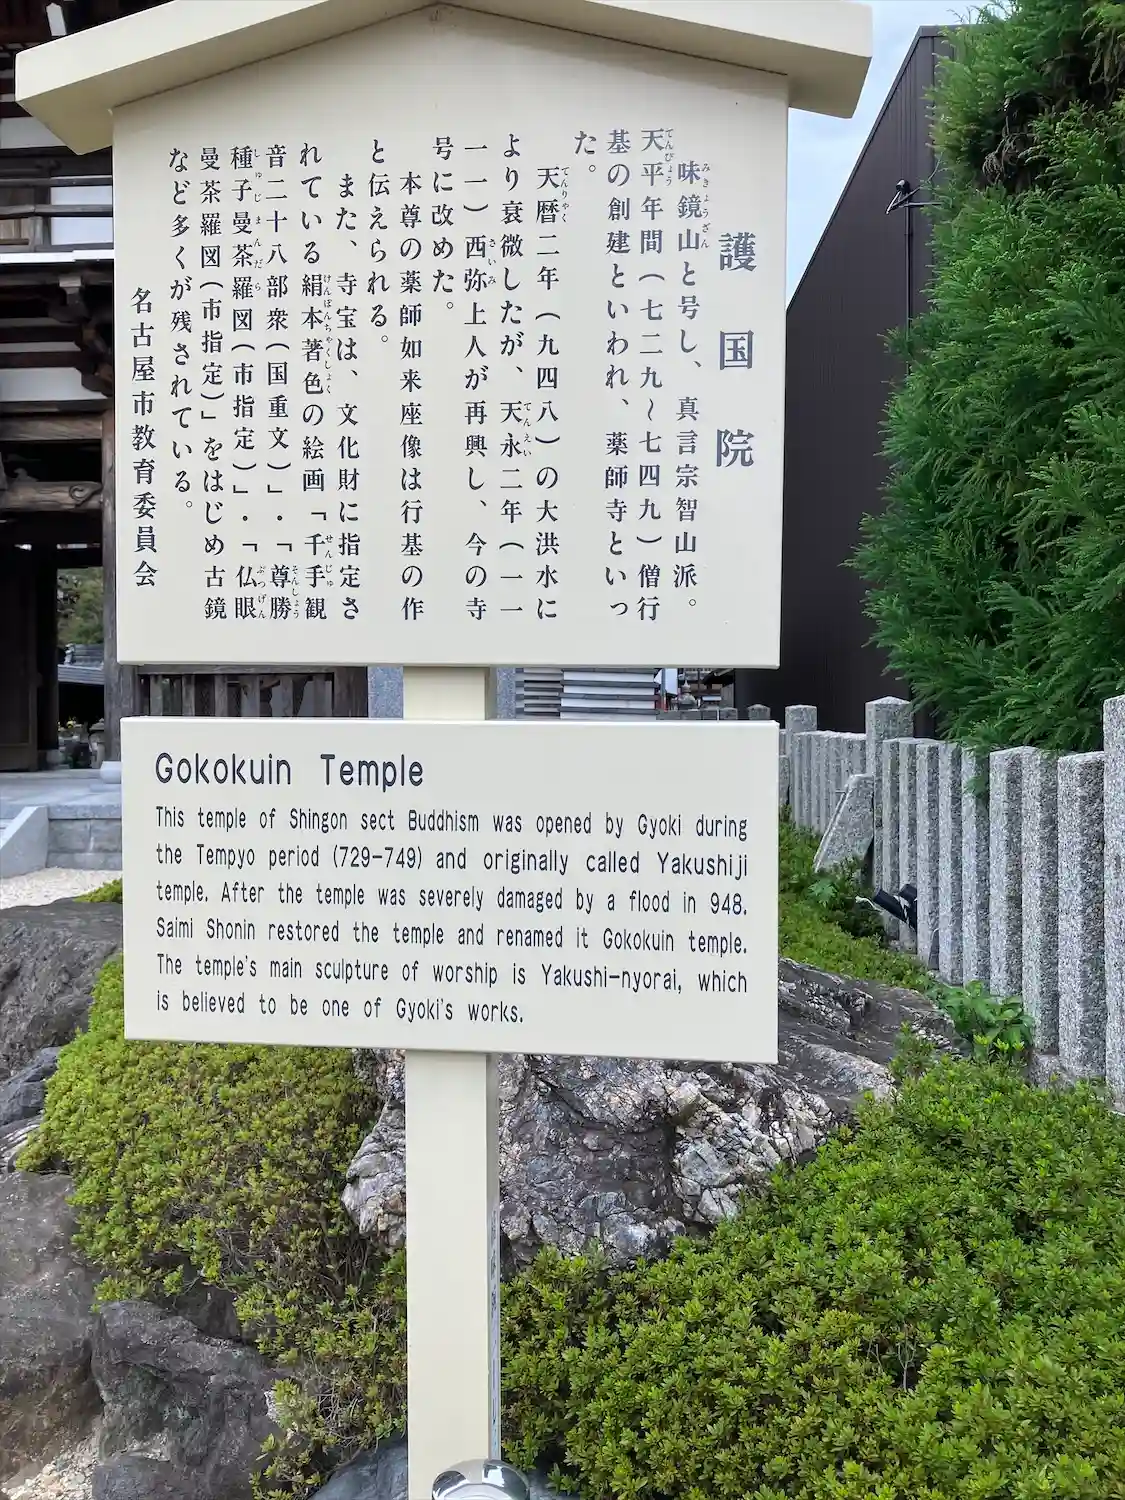 護国院
味鏡山と号し、真言宗智山派。
天平年間（七二九～七四九）僧行
基の創建といわれ、薬師寺といっ
た。
天暦二年（九四八）の大洪水に
より衰微したが、天永二年（一一
一一）西弥上人が再興し、今の寺
号に改めた。
本尊の薬師如来座像は行基の作
と伝えられる。
また、寺宝は、文化財に指定さ
れている絹本著色の絵画「千手観
音二十八部衆（国重文）」・「尊勝
種子曼茶羅図（市指定）」・「仏眼
曼茶羅図（市指定）」をはじめ古鏡
など多くが残されている。
名古屋市教育委員会
Gokokuin Temple
This temple of Shingon sect Buddhism was opened by Gyoki during
the Tempyo period (729-749) and originally called Yakushiji
temple. After the temple was severely damaged by a flood in 948.
Saimi Shonin restored the temple and renamed it Gokokuin temple.
The temple's main sculpture of worship is Yakushi-nyorai, which
is believed to be one of Gyoki's works.